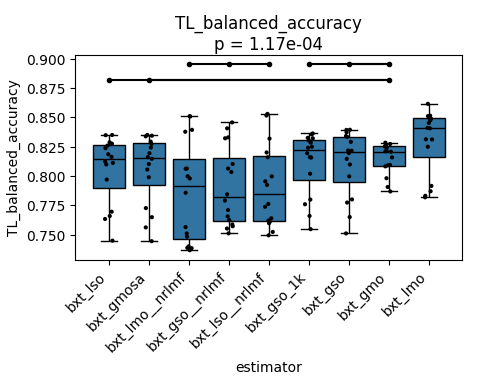 TL_balanced_accuracy
p = 1.17e-04
TL_balanced_accuracy
0.900
0.875
0.850
0.825
0.800
0.775
0.750
bxt_lso
bxt_gmosa
bxt_lmo__nrlmf
bxt_gso__nrlmf
bxt_lso__nrlmf
bxt_gso_1k
bxt_gso
bxt_gmo
bxt_lmo
estimator